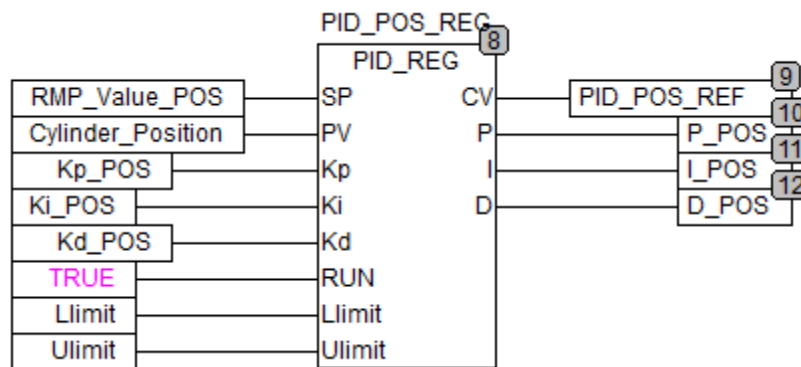 PID_POS_REG
8
PID_REG
9
RMP_Value_POS SP CV PID_POS_REF
10
Cylinder_Position PV P P_POS
11
Kp_POS Kp I I_POS
12
Ki_POS Ki D D_POS
Kd_POS Kd
TRUE RUN
Llimit Llimit
Ulimit Ulimit